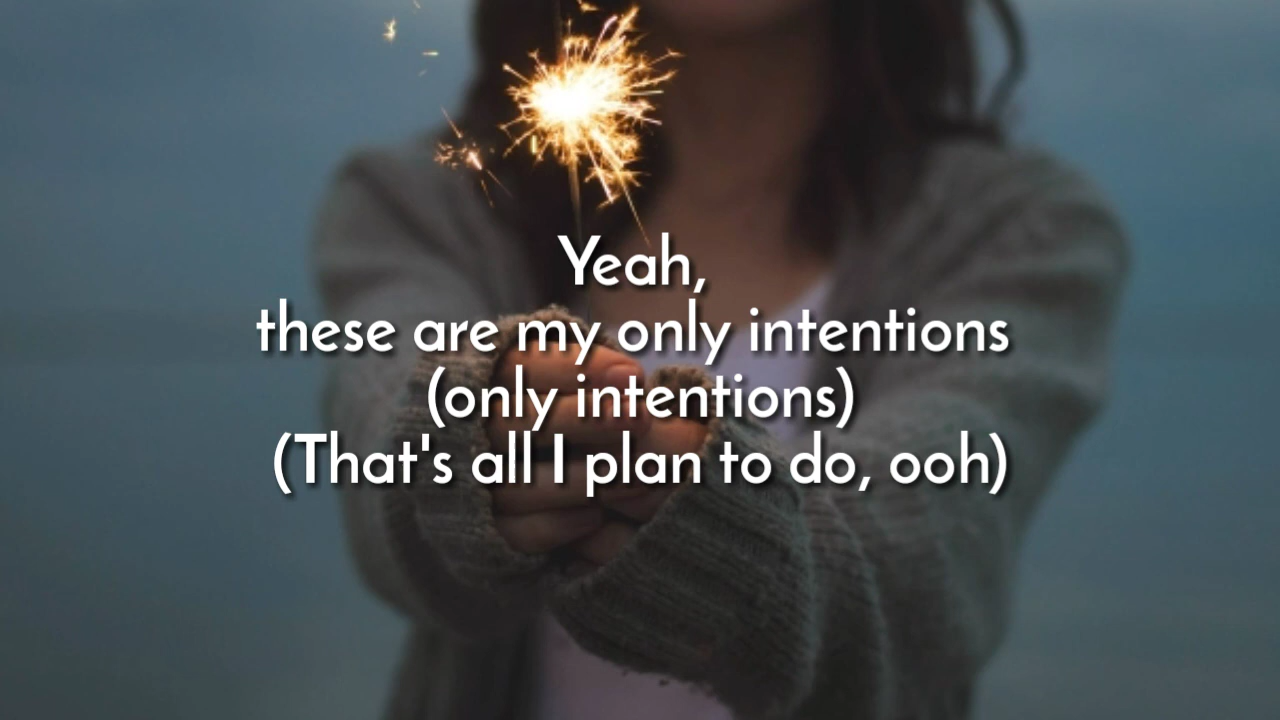 Yeah,
these are my only intentions
(only intentions)
(That's all I plan to do, ooh)